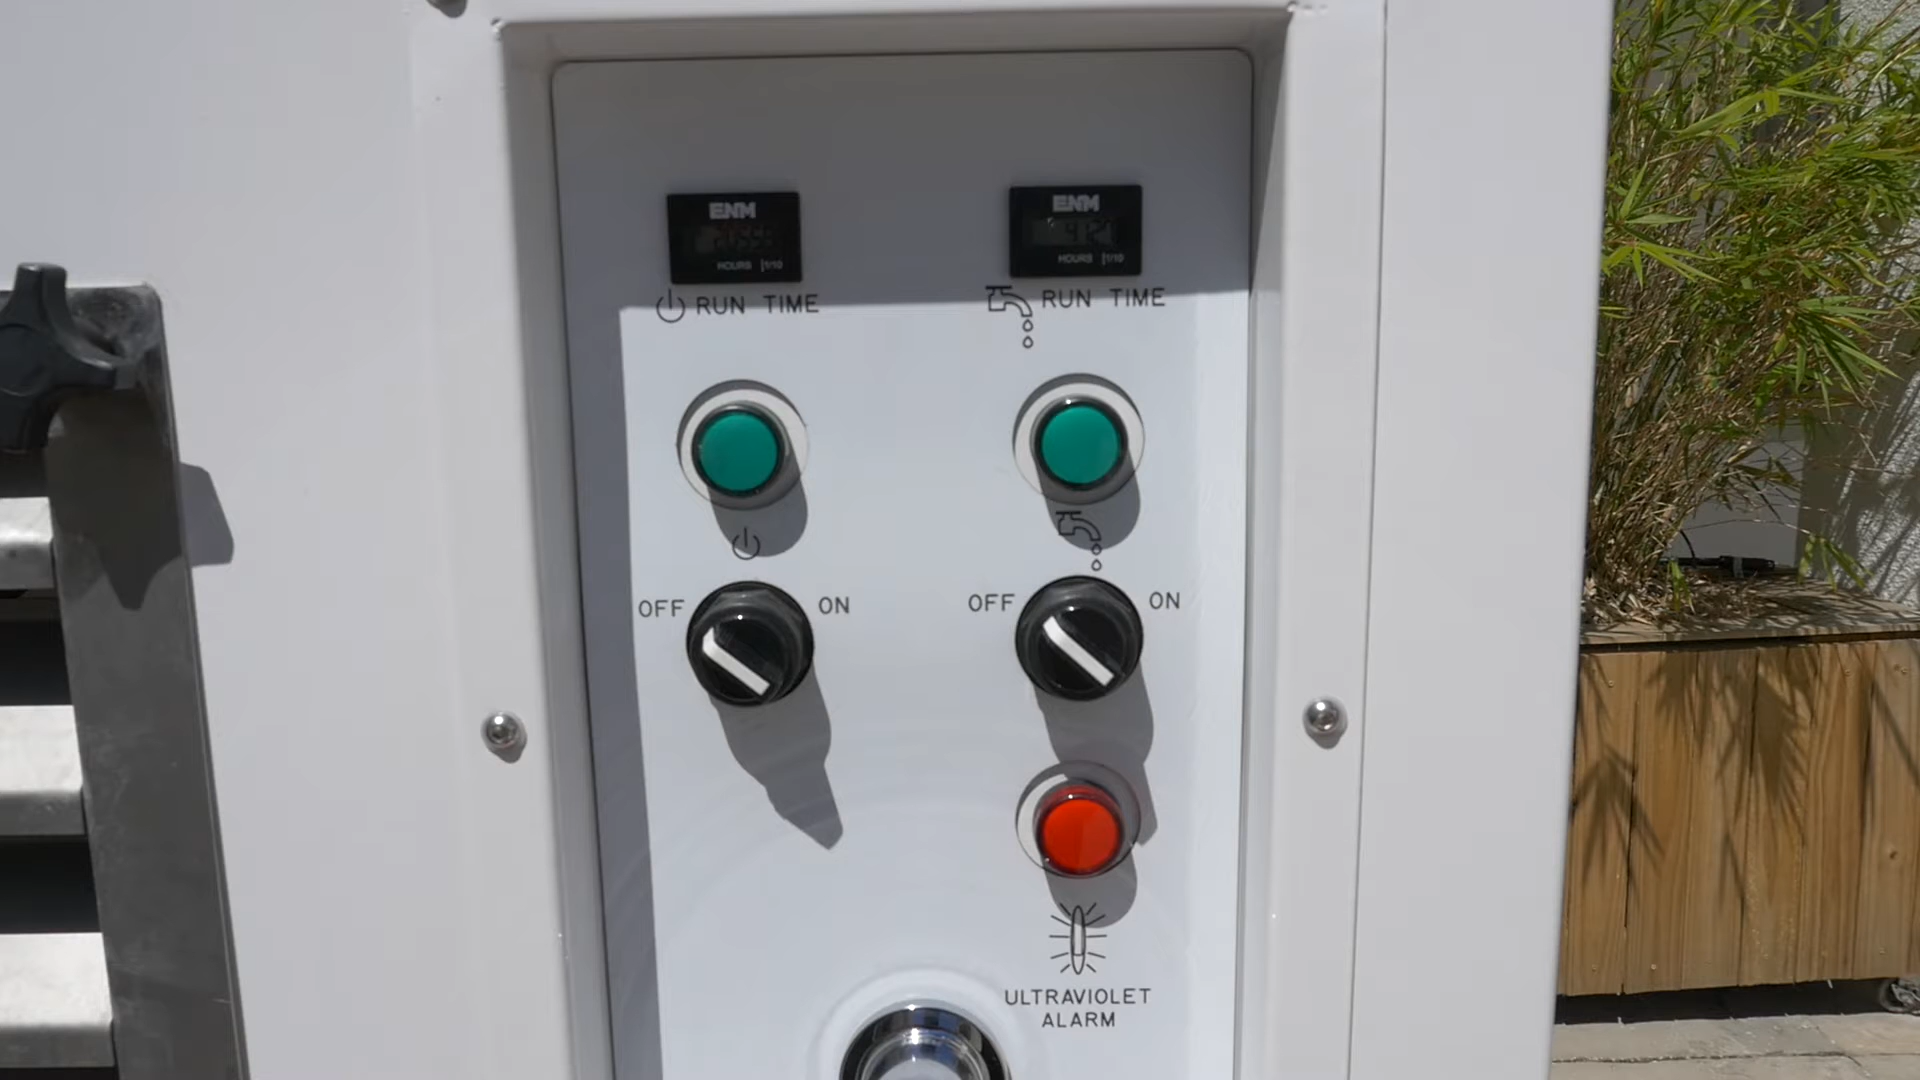 ENM
HOURS 1/10
RUN TIME
ENM
HOURS 1/10
RUN TIME
OFF
ON
OFF
ON
ULTRAVIOLET
ALARM